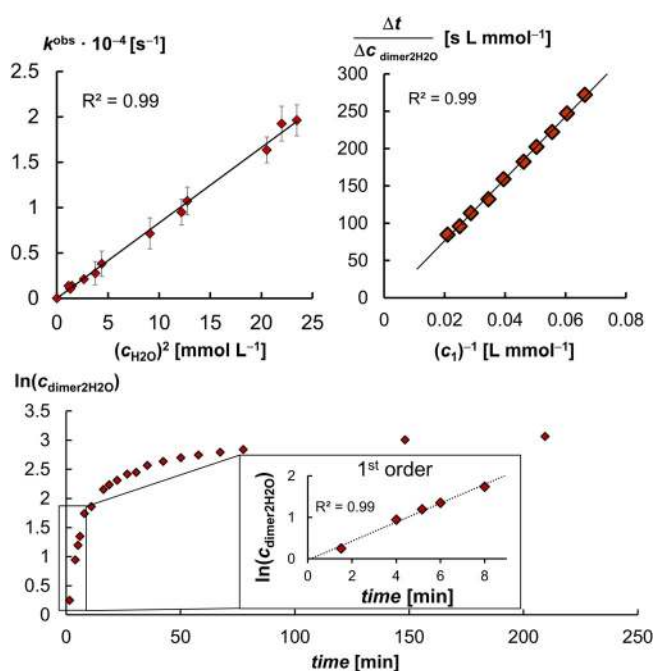 k^obs · 10⁻⁴ [s⁻¹]
R² = 0.99
2.5
2
1.5
1
0.5
0
0 5 10 15 20 25
(c_H2O)² [mmol L⁻¹]
Δt
Δc dimer2H2O
[s L mmol⁻¹]
R² = 0.99
300
250
200
150
100
50
0
0 0.02 0.04 0.06 0.08
(c₁)⁻¹ [L mmol⁻¹]
ln(c_dimer2H2O)
3.5
3
2.5
2
1.5
1
0.5
0
0 50 100 150 200 250
time [min]
1st order
R² = 0.99
ln(c_dimer2H2O)
2
1
0
0 2 4 6 8
time [min]